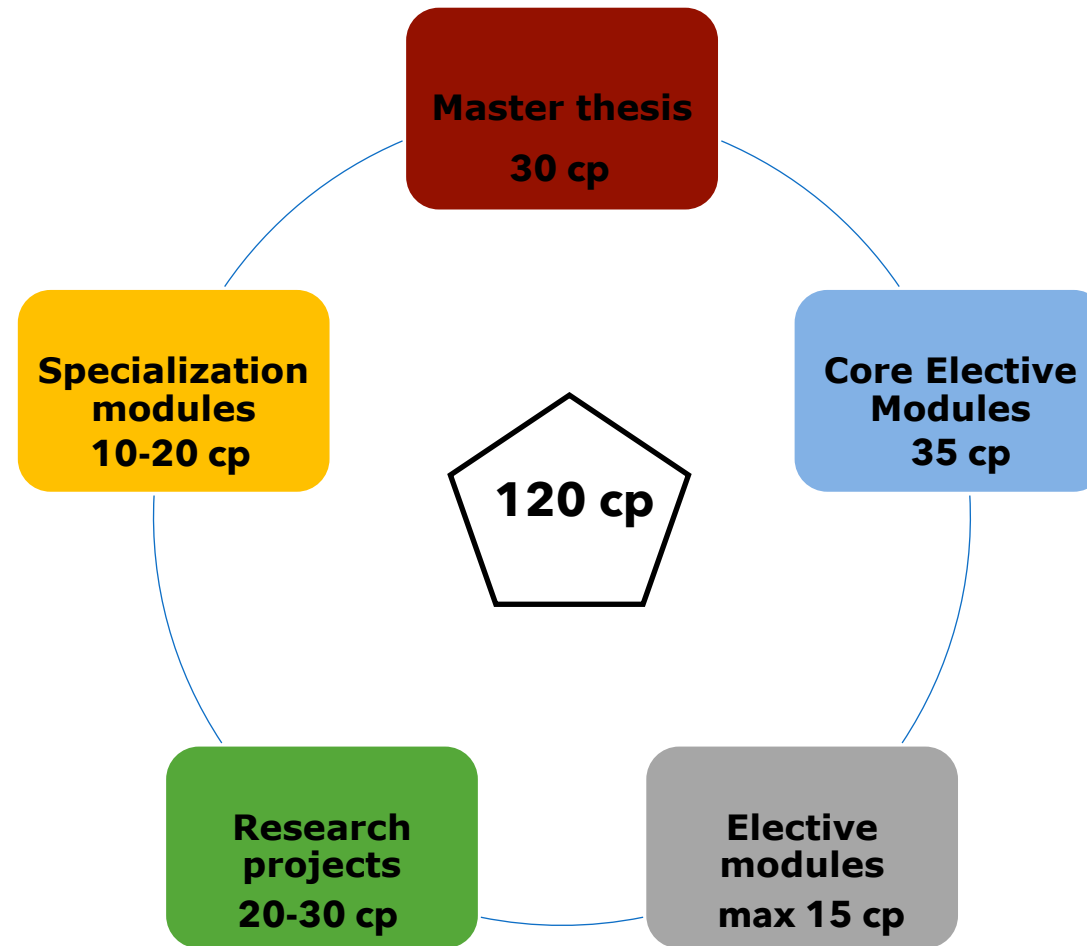 Master thesis
30 cp
Specialization
modules
10-20 cp
Core Elective
Modules
35 cp
120 cp
Research
projects
20-30 cp
Elective
modules
max 15 cp